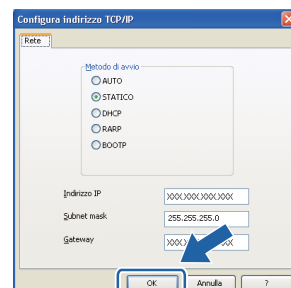 Configura indirizzo TCP/IP
Rete
Metodo di avvio
AUTO
STATICO
DHCP
RARP
BOOTP
Indirizzo IP XXX.XXX.XXX.XXX
Subnet mask 255.255.255.0
Gateway
OK Annulla ?